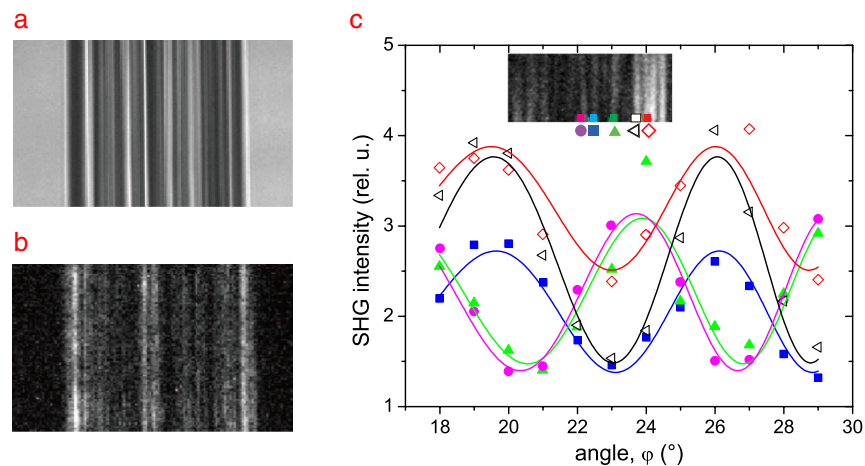 a
b
c
SHG intensity (rel. u.)
5
4
3
2
1
18 20 22 24 26 28 30
angle, φ (°)